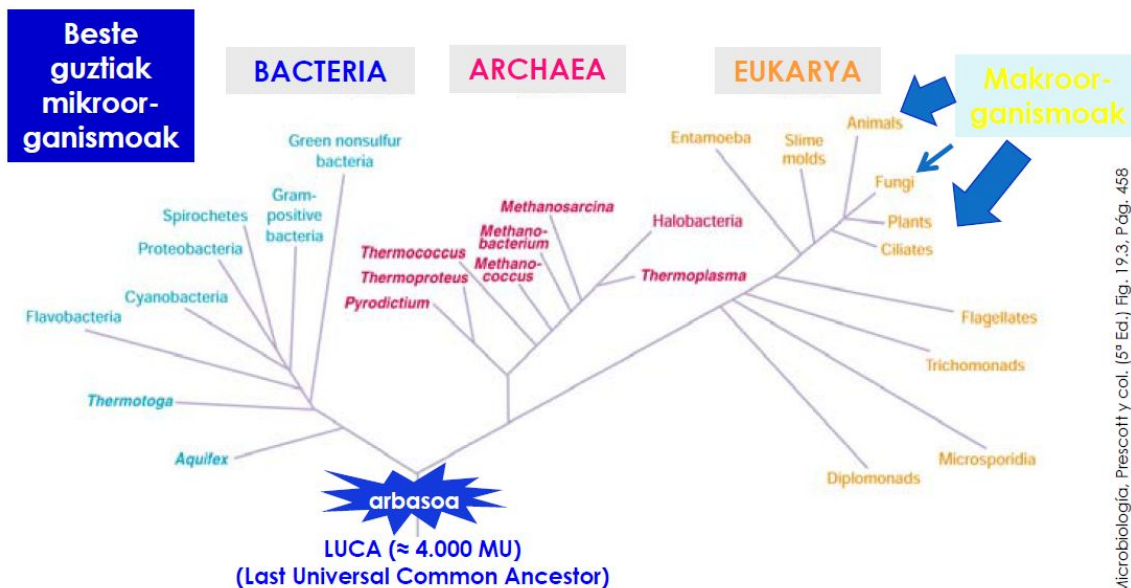 Beste
guztiak
mikroor-
ganismoak
BACTERIA
ARCHAEA
EUKARYA
Makroor-
ganismoak
Green nonsulfur
bacteria
Gram-
positive
bacteria
Spirochetes
Proteobacteria
Cyanobacteria
Flavobacteria
Thermotoga
Aquifex
Methanosarcina
Methano-
bacterium
Methano-
coccus
Thermococcus
Thermoproteus
Pyrodictium
Halobacteria
Thermoplasma
Entamoeba
Slime
molds
Animals
Fungi
Plants
Ciliates
Flagellates
Trichomonads
Microsporidia
Diplomonads
arbasoa
LUCA (≈ 4.000 MU)
(Last Universal Common Ancestor)
Microbiología, Prescott y col. (5ª Ed.) Fig. 19.3, Pág. 458